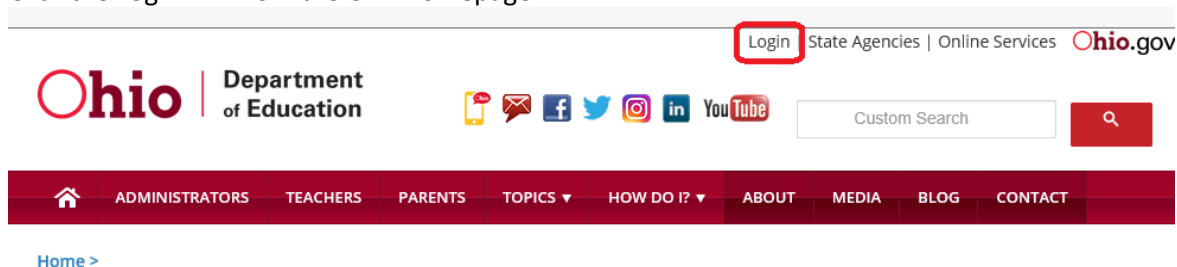 Login | State Agencies | Online Services Ohio.gov
Ohio Department of Education
You Tube
Custom Search
ADMINISTRATORS TEACHERS PARENTS TOPICS ▼ HOW DO I? ▼ ABOUT MEDIA BLOG CONTACT
Home >